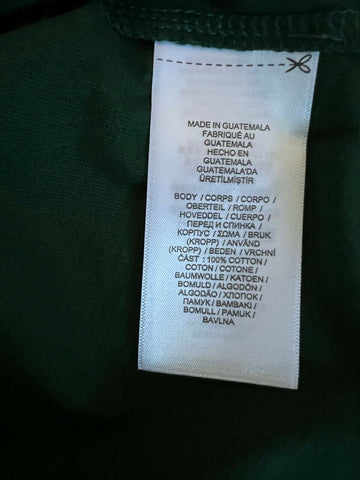 MADE IN GUATEMALA
FABRIQUÉ AU
GUATEMALA
HECHO EN
GUATEMALA
GUATEMALA'DA
ÜRETİLMİŞTİR
BODY / CORPS / CORPO /
OBERTEIL / ROMP /
HOVEDDEL / CUERPO /
ПЕРЕД И СПИНКА /
КОРПУС / ΣΩΜΑ / BRUK
(KROPP) / ANVÄND
(KROPP) / BEDEN / VRCHNÍ
ČÁST : 100% COTTON /
COTON / COTONE /
BAUMWOLLE / KATOEN /
BOMULD / ALGODÓN /
ALGODÃO / ХЛОПОК /
ПАМУК / BAMBAKI /
BOMULL / PAMUK /
BAVLNA